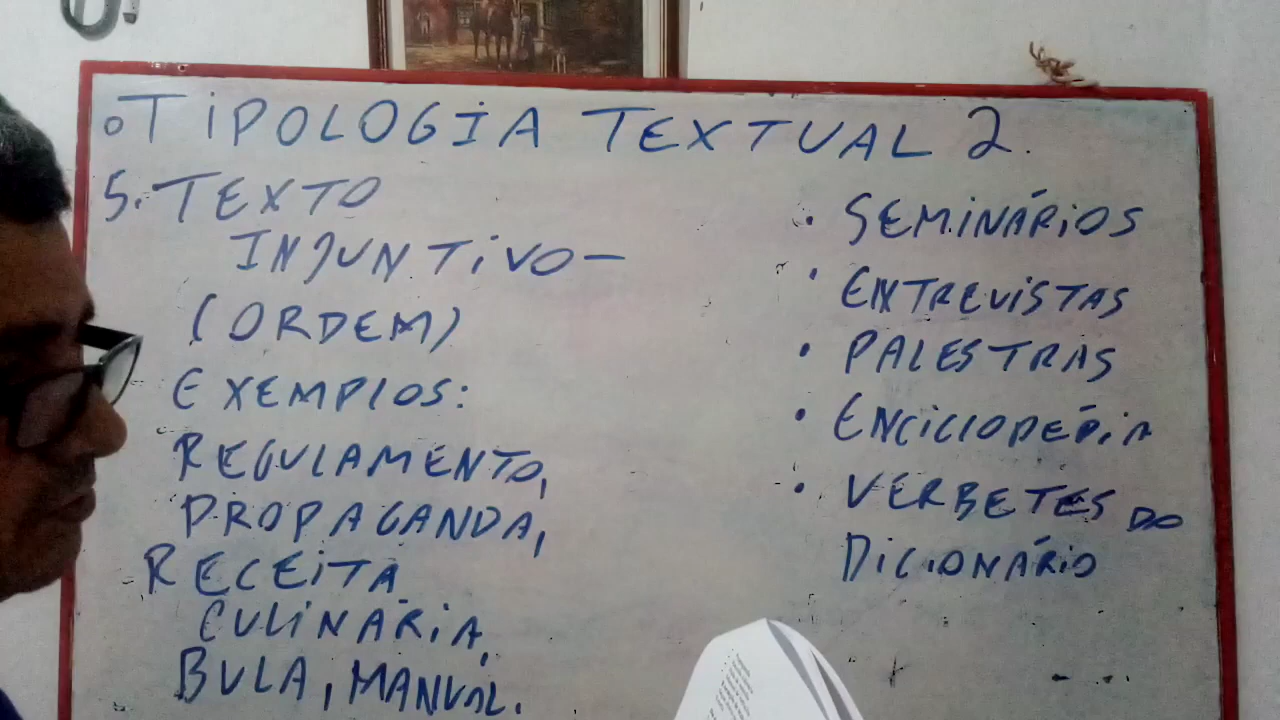 TIPOLOGIA TEXTUAL 2.
5. TEXTO
INJUNTIVO-
(ORDEM)
EXEMPLOS:
REGULAMENTO,
PROPAGANDA,
RECEITA
CULINÁRIA,
BULA, MANUAL.
• SEMINÁRIOS
• ENTREVISTAS
• PALESTRAS
• ENCICLOPÉDIA
• VERBETES DO
DICIONÁRIO